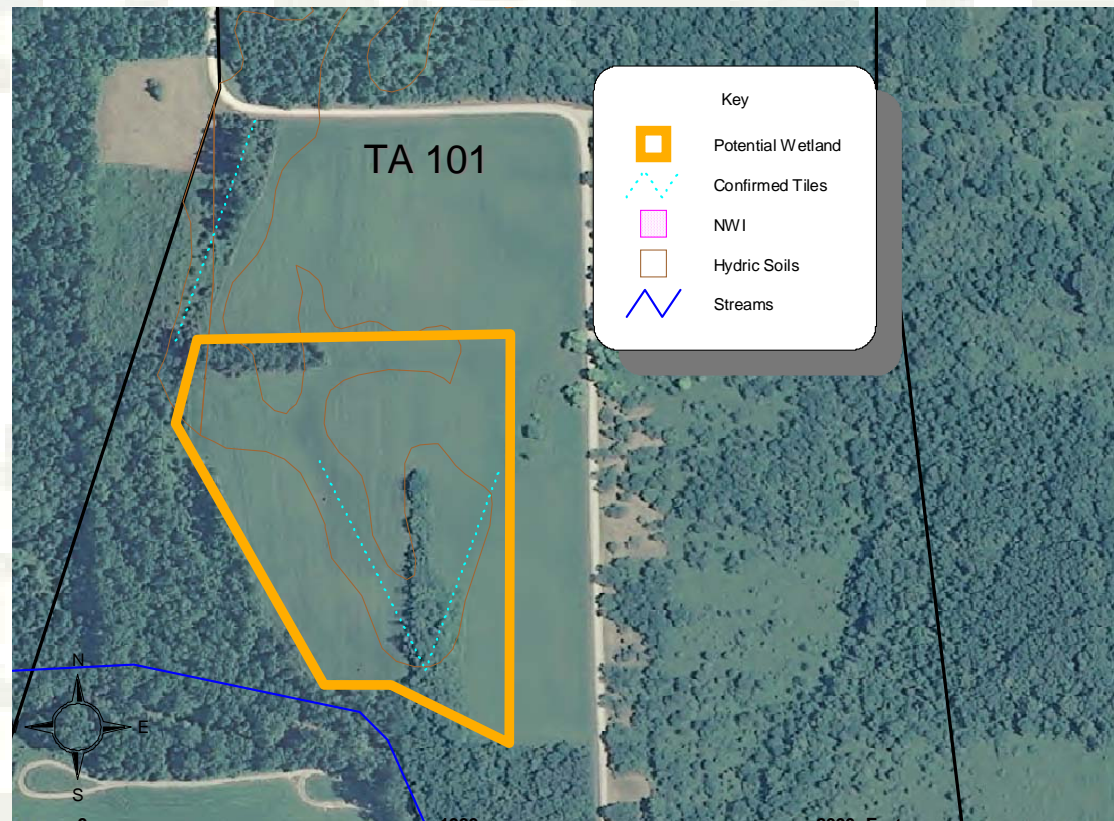 TA 101
Key
Potential Wetland
Confirmed Tiles
NWI
Hydric Soils
Streams
N
E
S